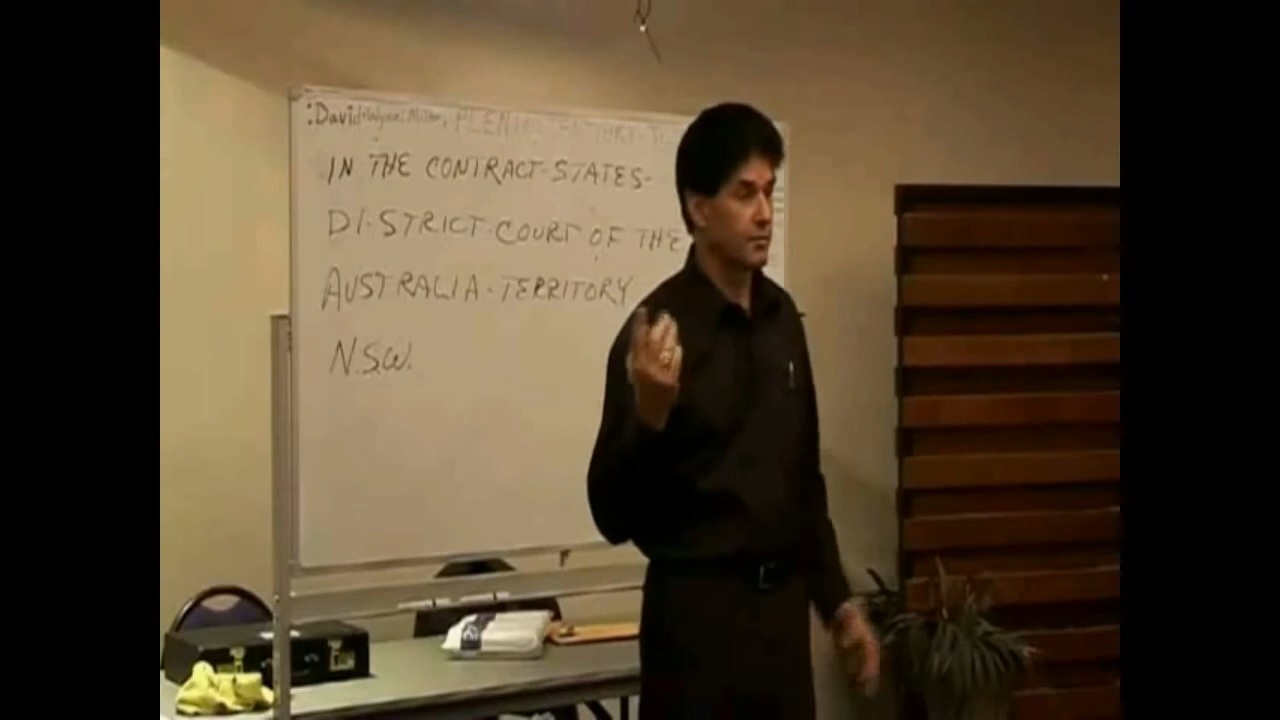 :David-Wynn: Miller,
IN THE CONTRACT-STATES-
DI-STRICT-COURT OF THE
AUSTRALIA-TERRITORY
N.S.W.